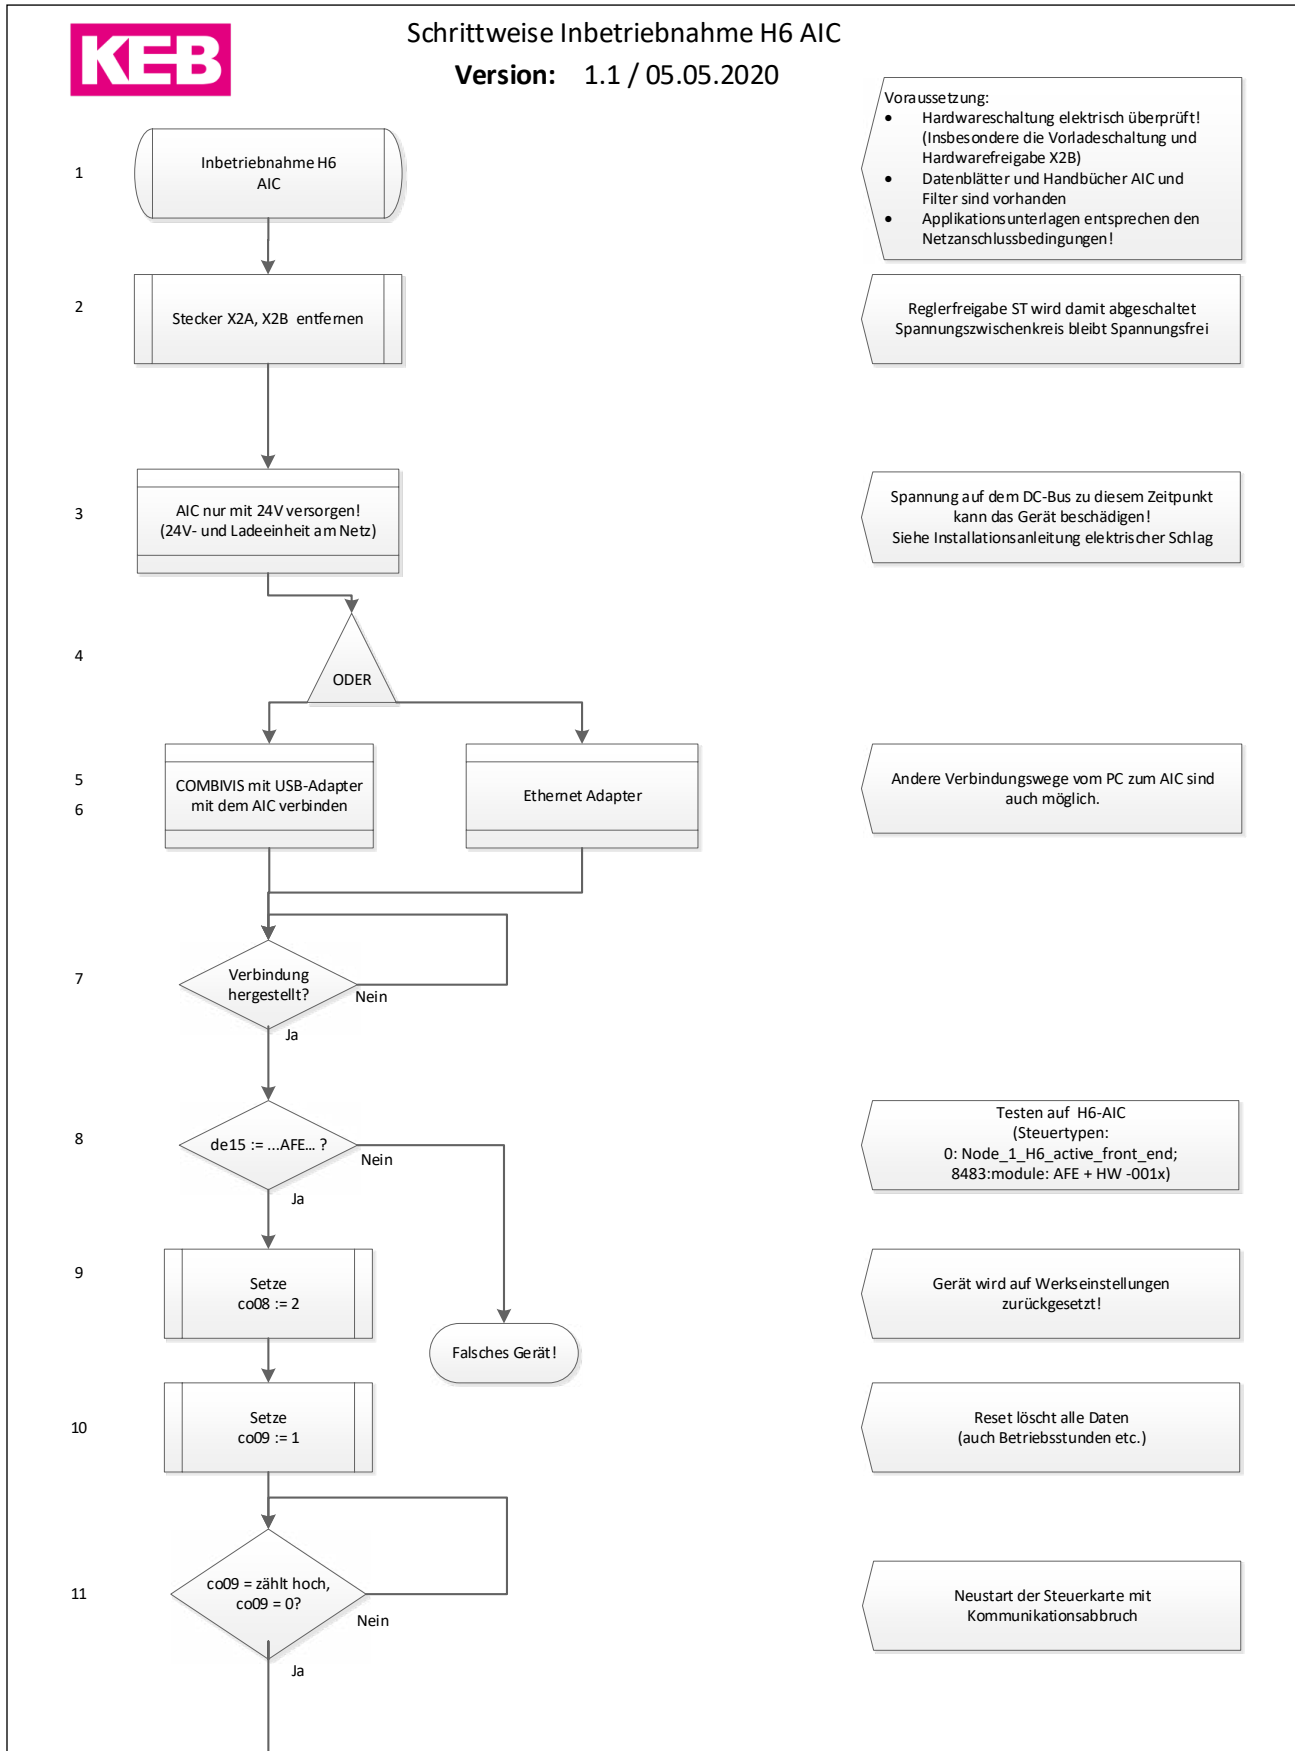 KEB
Schrittweise Inbetriebnahme H6 AIC
Version: 1.1 / 05.05.2020
Voraussetzung:
• Hardwareschaltung elektrisch überprüft!
(Insbesondere die Vorladeschaltung und
Hardwarefreigabe X2B)
• Datenblätter und Handbücher AIC und
Filter sind vorhanden
• Applikationsunterlagen entsprechen den
Netzanschlussbedingungen!
1
Inbetriebnahme H6
AIC
2
Stecker X2A, X2B entfernen
Reglerfreigabe ST wird damit abgeschaltet
Spannungszwischenkreis bleibt Spannungsfrei
3
AIC nur mit 24V versorgen!
(24V- und Ladeeinheit am Netz)
Spannung auf dem DC-Bus zu diesem Zeitpunkt
kann das Gerät beschädigen!
Siehe Installationsanleitung elektrischer Schlag
4
ODER
5
6
COMBIVIS mit USB-Adapter
mit dem AIC verbinden
Ethernet Adapter
Andere Verbindungswege vom PC zum AIC sind
auch möglich.
7
Verbindung
hergestellt?
Nein
Ja
8
de15 := ...AFE... ?
Nein
Ja
Testen auf H6-AIC
(Steuertypen:
0: Node_1_H6_active_front_end;
8483:module: AFE + HW -001x)
9
Setze
co08 := 2
Gerät wird auf Werkseinstellungen
zurückgesetzt!
Falsches Gerät!
10
Setze
co09 := 1
Reset löscht alle Daten
(auch Betriebsstunden etc.)
11
co09 = zählt hoch,
co09 = 0?
Nein
Ja
Neustart der Steuerkarte mit
Kommunikationsabbruch